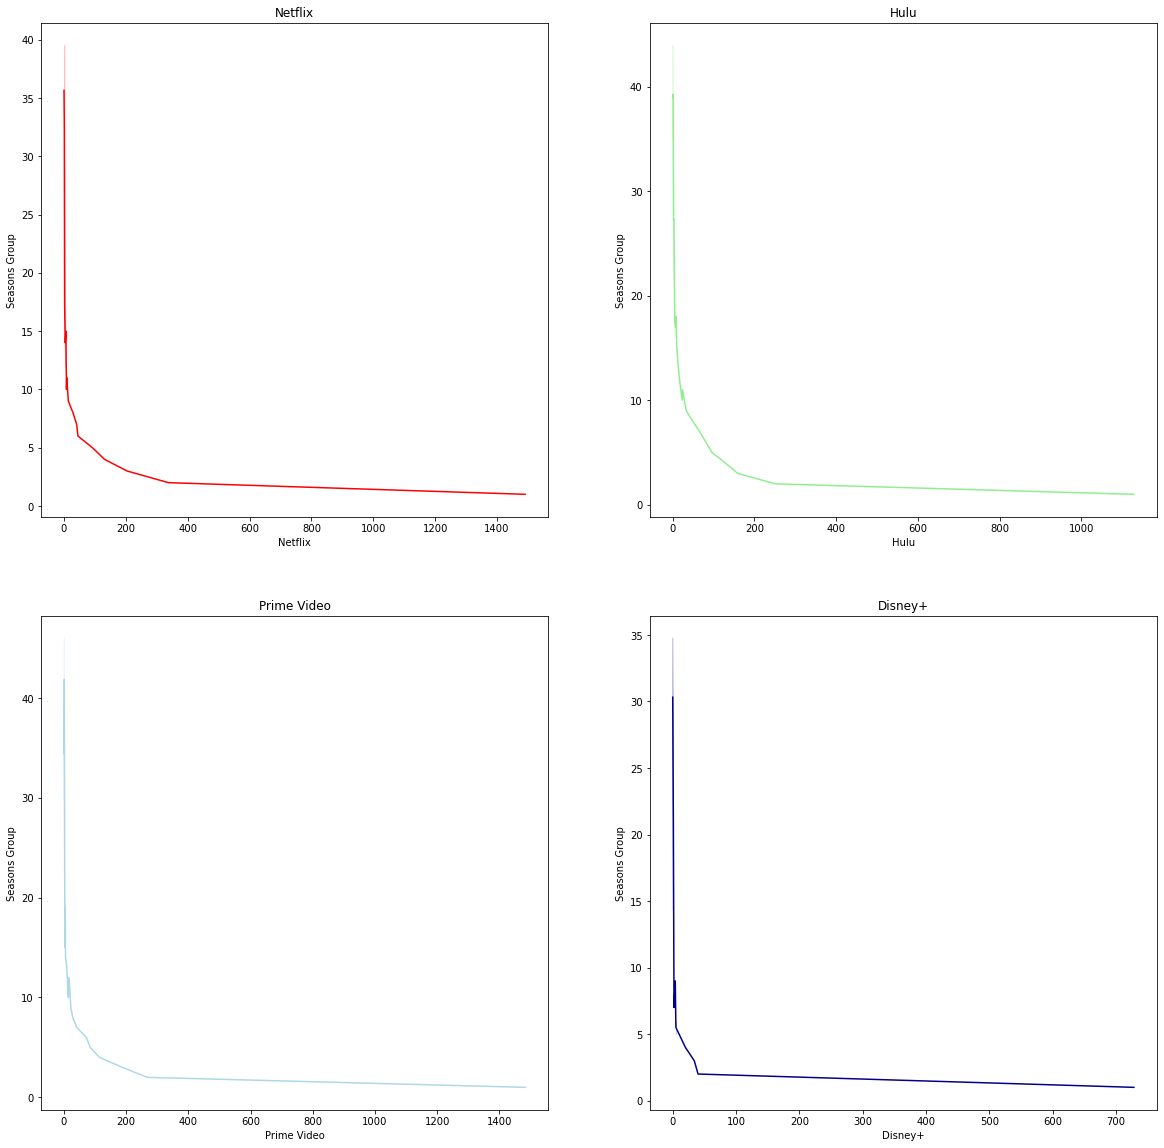 Netflix
40
35
30
25
20
15
10
5
0
Seasons Group
0 200 400 600 800 1000 1200 1400
Netflix
Hulu
40
30
20
10
0
Seasons Group
0 200 400 600 800 1000
Hulu
Prime Video
40
30
20
10
0
Seasons Group
0 200 400 600 800 1000 1200 1400
Prime Video
Disney+
35
30
25
20
15
10
5
0
Seasons Group
0 100 200 300 400 500 600 700
Disney+